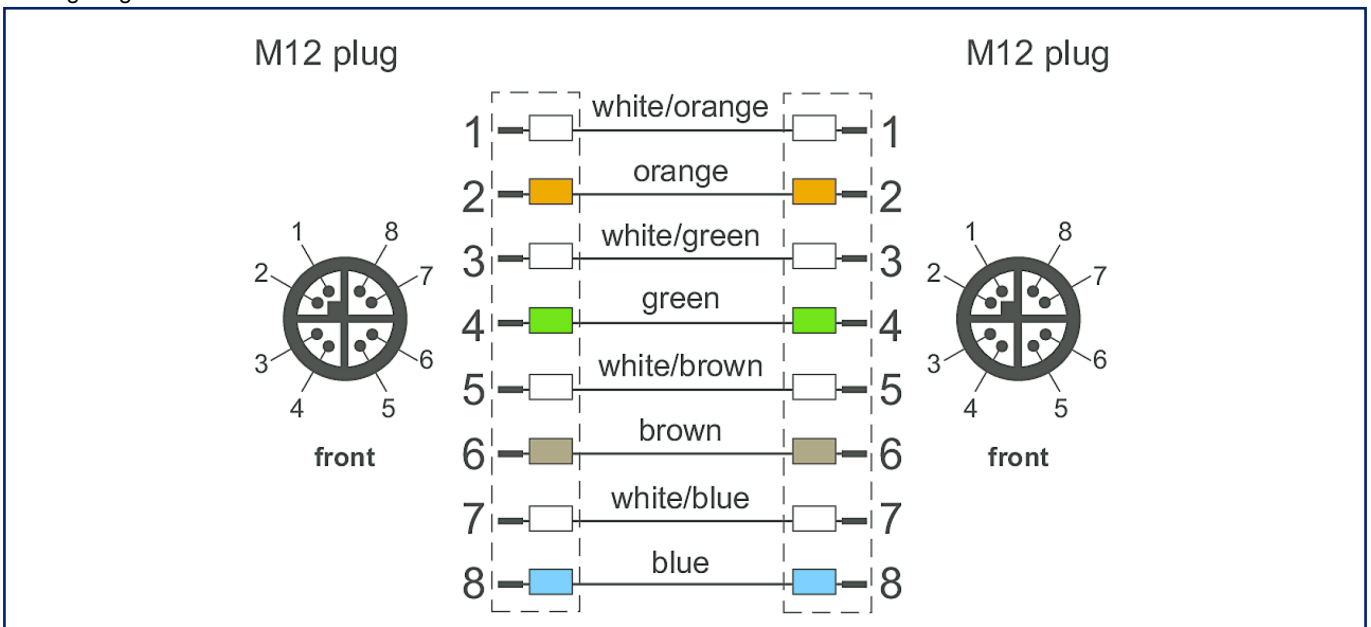 M12 plug
M12 plug
white/orange
1 1
orange
2 2
white/green
3 3
green
4 4
white/brown
5 5
brown
6 6
white/blue
7 7
blue
8 8
1 8
2 7
3 6
4 5
front
1 8
2 7
3 6
4 5
front